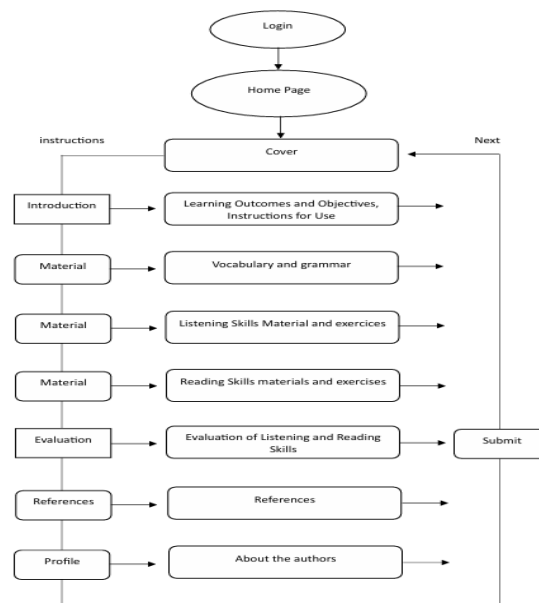 Login
Home Page
instructions
Cover
Next
Introduction
Learning Outcomes and Objectives,
Instructions for Use
Material
Vocabulary and grammar
Material
Listening Skills Material and exercices
Material
Reading Skills materials and exercises
Evaluation
Evaluation of Listening and Reading
Skills
Submit
References
References
Profile
About the authors